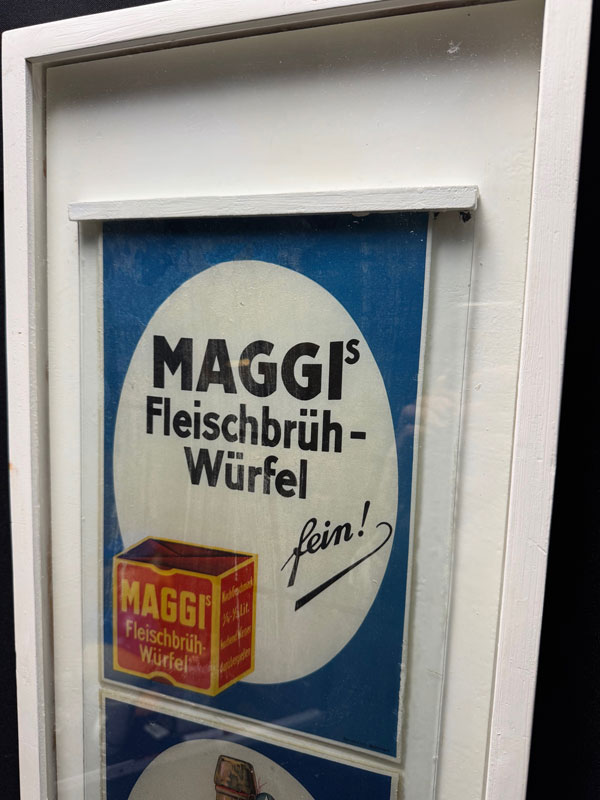 MAGGIs
Fleischbrüh-
Würfel
fein!
MAGGIs
Fleischbrüh-
Würfel